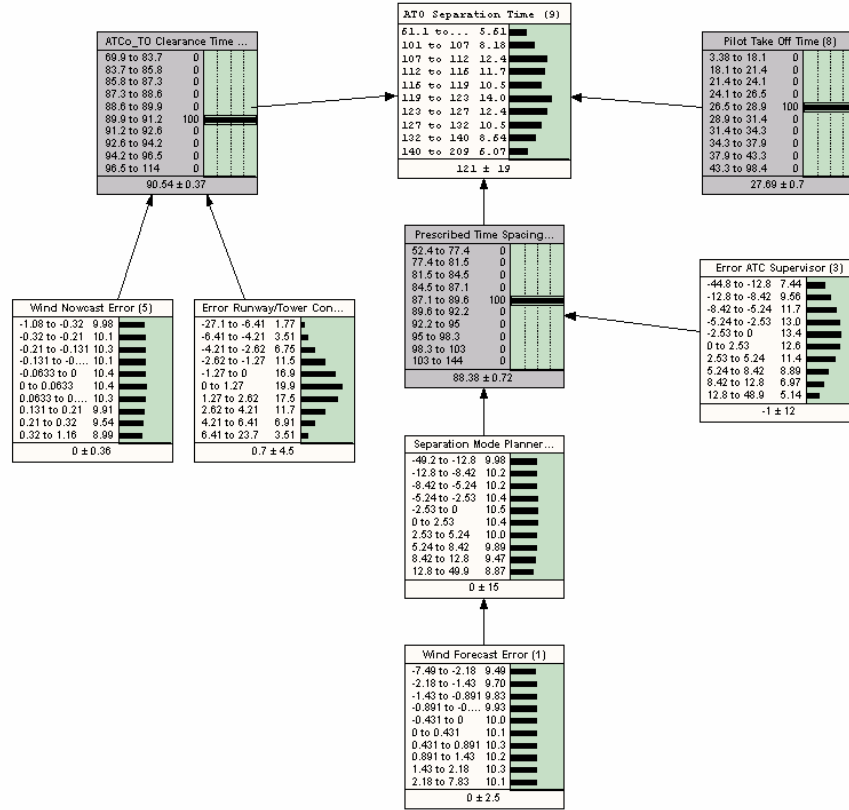 ATCo_TO Clearance Time ...
69.9 to 83.7 0
83.7 to 85.8 0
85.8 to 87.3 0
87.3 to 88.6 0
88.6 to 89.9 0
89.9 to 91.2 100
91.2 to 92.6 0
92.6 to 94.2 0
94.2 to 96.5 0
96.5 to 114 0
90.54 ± 0.37
ATO Separation Time (9)
61.1 to... 5.61
101 to 107 8.18
107 to 112 12.4
112 to 116 11.7
116 to 119 10.5
119 to 123 14.0
123 to 127 12.4
127 to 132 10.5
132 to 140 8.64
140 to 209 6.07
121 ± 19
Pilot Take Off Time (8)
3.38 to 18.1 0
18.1 to 21.4 0
21.4 to 24.1 0
24.1 to 26.5 0
26.5 to 28.9 100
28.9 to 31.4 0
31.4 to 34.3 0
34.3 to 37.9 0
37.9 to 43.3 0
43.3 to 98.4 0
27.69 ± 0.7
Prescribed Time Spacing...
52.4 to 77.4 0
77.4 to 81.5 0
81.5 to 84.5 0
84.5 to 87.1 0
87.1 to 89.6 100
89.6 to 92.2 0
92.2 to 95 0
95 to 98.3 0
98.3 to 103 0
103 to 144 0
88.38 ± 0.72
Error ATC Supervisor (3)
-44.8 to -12.8 7.44
-12.8 to -8.42 9.56
-8.42 to -5.24 11.7
-5.24 to -2.53 13.0
-2.53 to 0 13.4
0 to 2.53 12.6
2.53 to 5.24 11.4
5.24 to 8.42 8.89
8.42 to 12.8 6.97
12.8 to 48.9 5.14
-1 ± 12
Wind Nowcast Error (5)
-1.08 to -0.32 9.98
-0.32 to -0.21 10.1
-0.21 to -0.131 10.3
-0.131 to -0.... 10.1
-0.0633 to 0 10.4
0 to 0.0633 10.4
0.0633 to 0.... 10.3
0.131 to 0.21 9.91
0.21 to 0.32 9.54
0.32 to 1.16 8.99
0 ± 0.36
Error Runway/Tower Con...
-27.1 to -6.41 1.77
-6.41 to -4.21 3.51
-4.21 to -2.62 6.75
-2.62 to -1.27 11.5
-1.27 to 0 16.9
0 to 1.27 19.9
1.27 to 2.62 17.5
2.62 to 4.21 11.7
4.21 to 6.41 6.91
6.41 to 23.7 3.51
0.7 ± 4.5
Separation Mode Planner...
-49.2 to -12.8 9.98
-12.8 to -8.42 10.2
-8.42 to -5.24 10.2
-5.24 to -2.53 10.4
-2.53 to 0 10.5
0 to 2.53 10.4
2.53 to 5.24 10.0
5.24 to 8.42 9.89
8.42 to 12.8 9.47
12.8 to 49.9 8.87
0 ± 15
Wind Forecast Error (1)
-7.49 to -2.18 9.49
-2.18 to -1.43 9.70
-1.43 to -0.891 9.83
-0.891 to -0.... 9.93
-0.431 to 0 10.0
0 to 0.431 10.1
0.431 to 0.891 10.3
0.891 to 1.43 10.2
1.43 to 2.18 10.3
2.18 to 7.83 10.1
0 ± 2.5